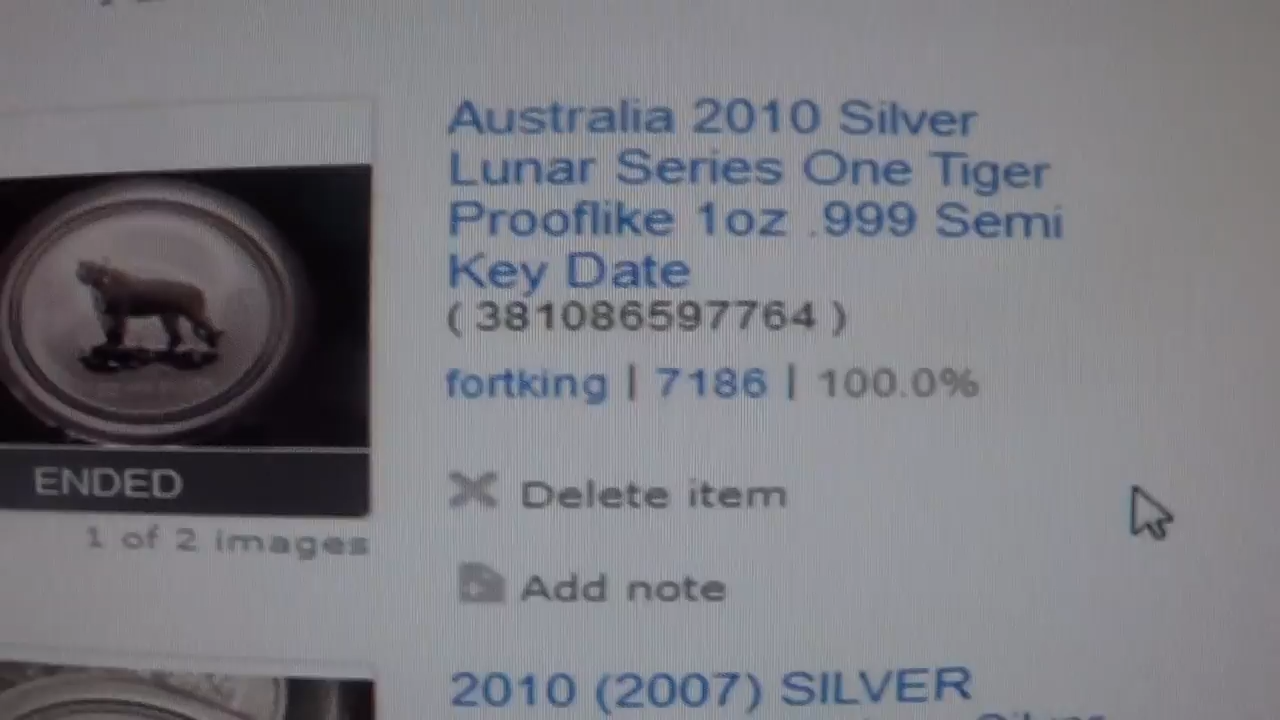 Australia 2010 Silver
Lunar Series One Tiger
Prooflike 1oz .999 Semi
Key Date
( 381086597764 )
fortking | 7186 | 100.0%
ENDED
Delete item
1 of 2 images
Add note
2010 (2007) SILVER